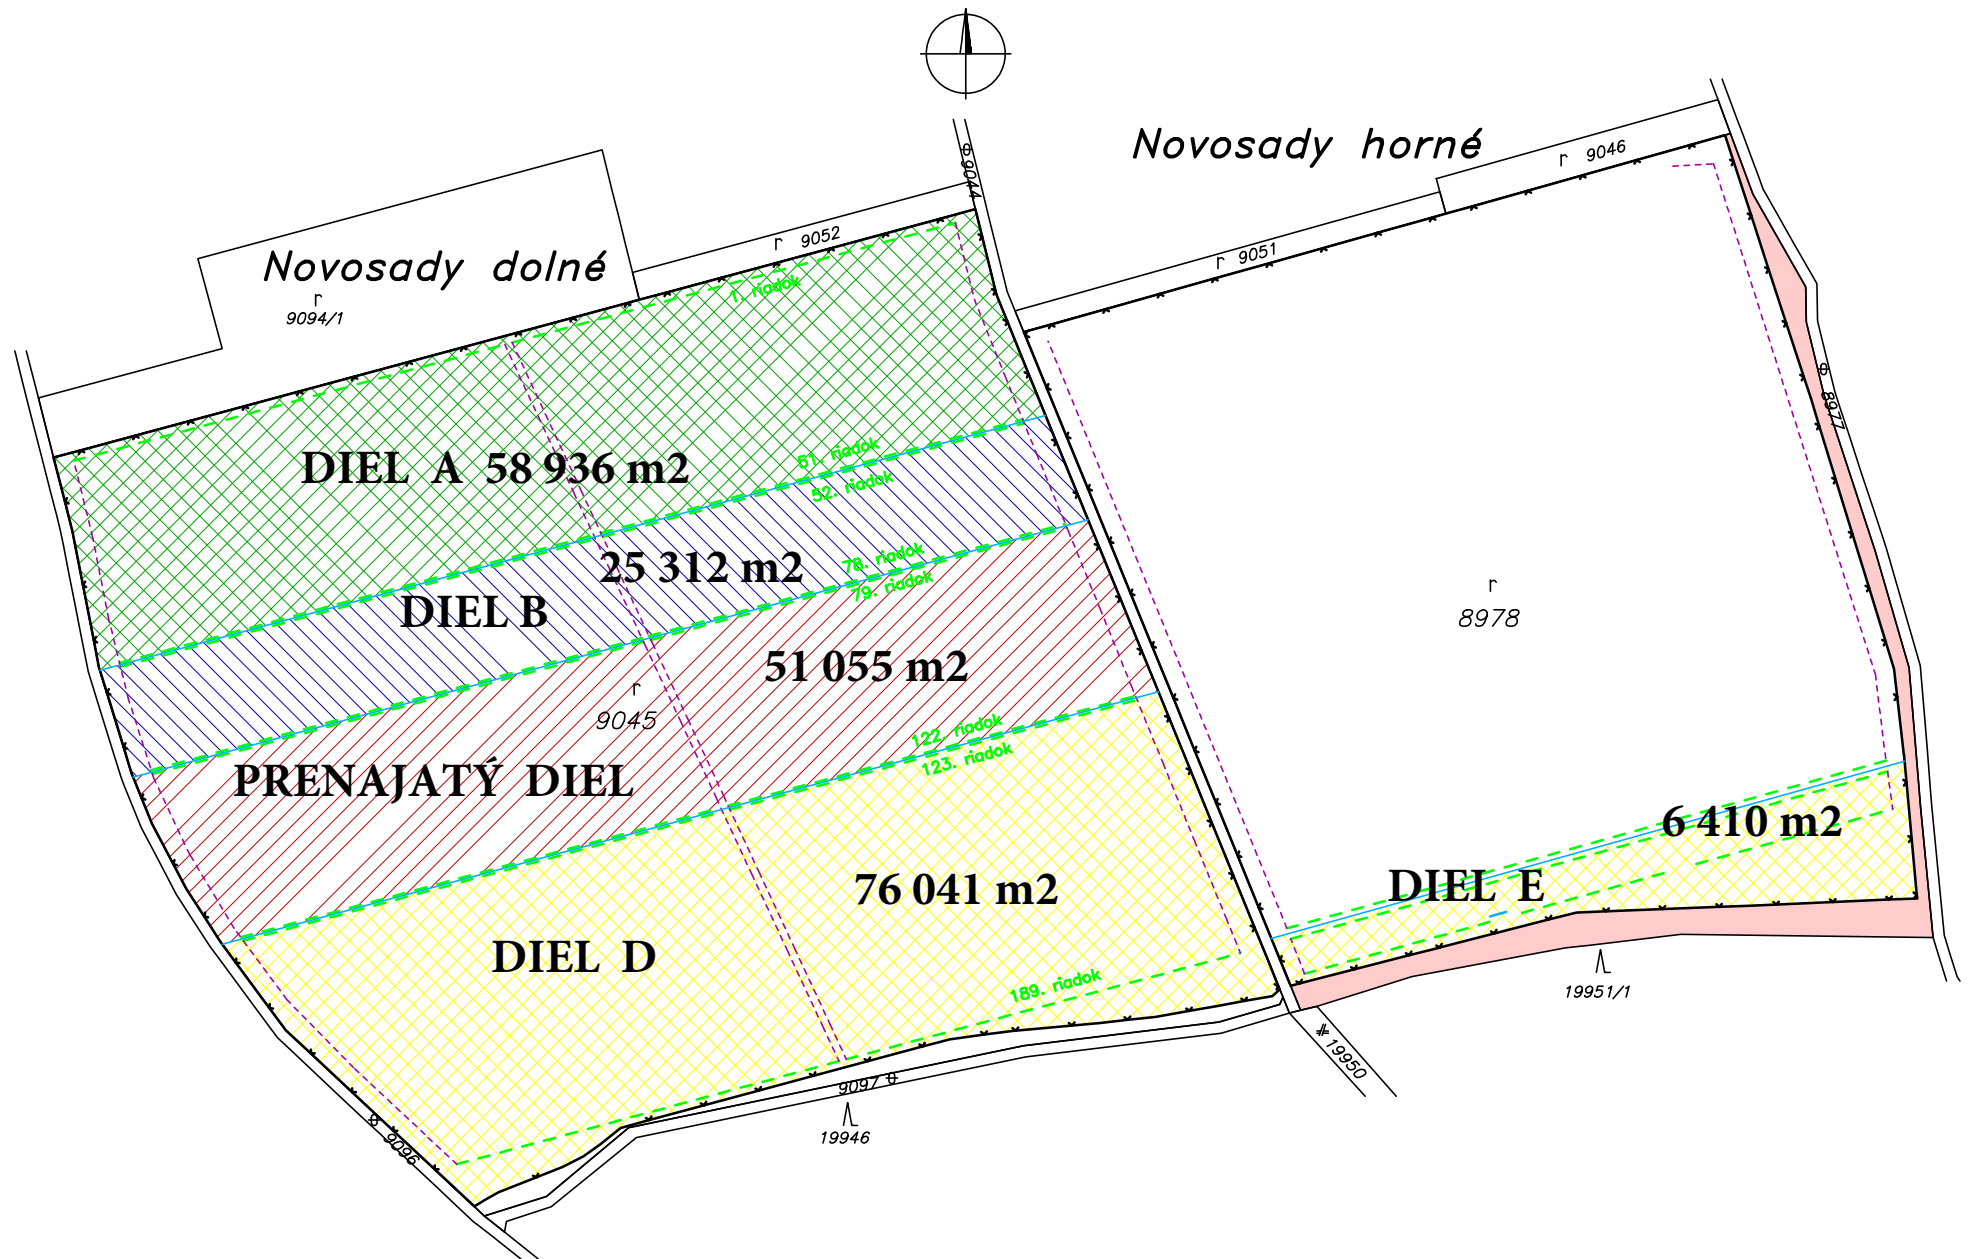 Novosady horné
9046
9044
9052
9051
Novosady dolné
9094/1
1. riadok
8977
DIEL A 58 936 m2
51. riadok
52. riadok
25 312 m2
78. riadok
79. riadok
DIEL B
8978
51 055 m2
9045
122. riadok
123. riadok
PRENAJATÝ DIEL
6 410 m2
76 041 m2
DIEL E
DIEL D
189. riadok
19951/1
19950
9097
19946
9096